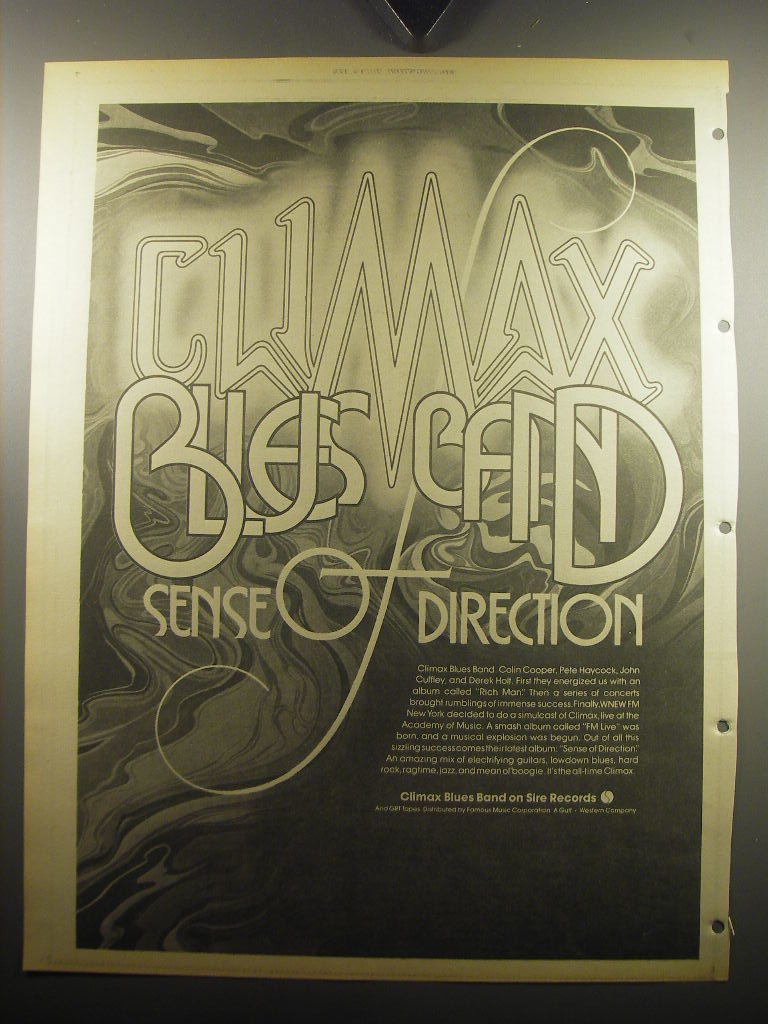 CLIMAX
BLUES BAND
SENSE of DIRECTION
Climax Blues Band Colin Cooper, Pete Haycock, John
Cuffley, and Derek Holt. First they energized us with an
album called "Rich Man." Then a series of concerts
brought rumblings of immense success. Finally, WNEW FM
New York decided to do a simulcast of Climax, live at the
Academy of Music. A smash album called "FM Live" was
born, and a musical explosion was begun. Out of all this
sizzling success comes their latest album: "Sense of Direction."
An amazing mix of electrifying guitars, lowdown blues, hard
rock, ragtime, jazz, and mean ol' boogie. It's the all-time Climax.
Climax Blues Band on Sire Records
And GRT Tapes Distributed by Famous Music Corporation A Gulf + Western Company